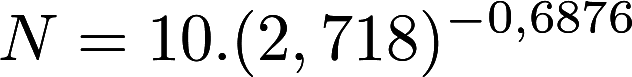 N = 10.(2,718)^{-0,6876}